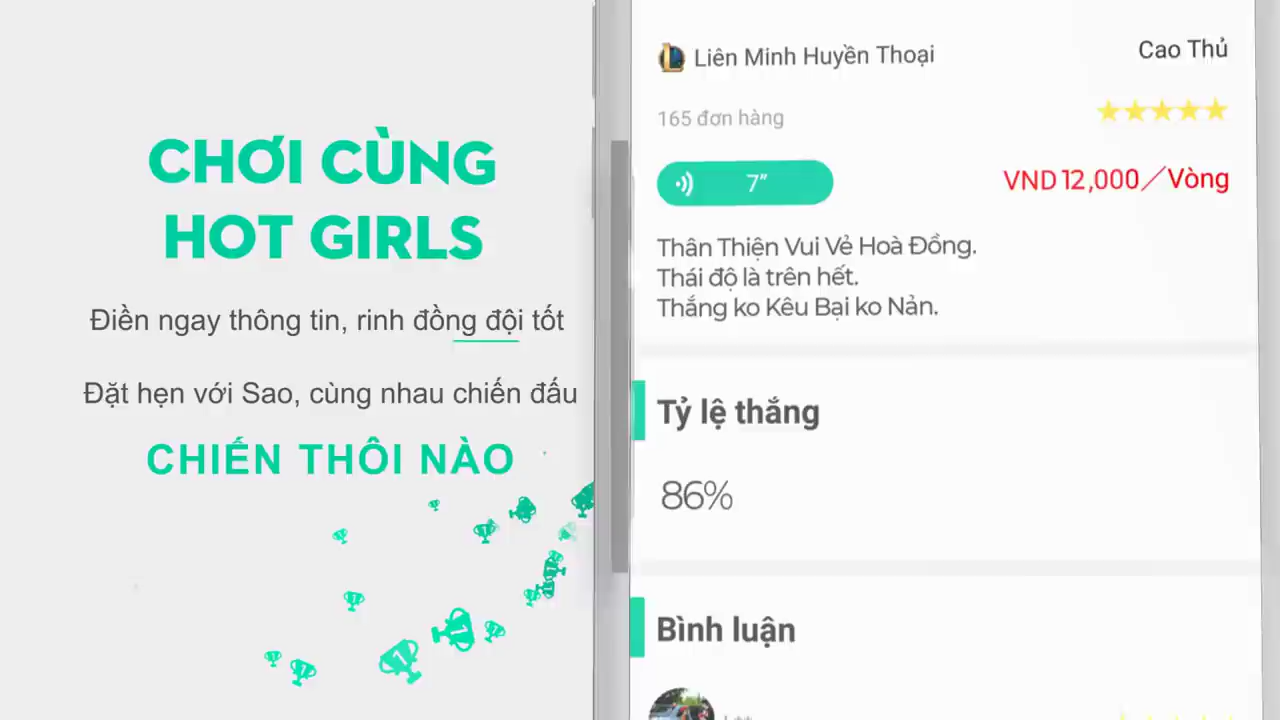 CHƠI CÙNG
HOT GIRLS
Điền ngay thông tin, rinh đồng đội tốt
Đặt hẹn với Sao, cùng nhau chiến đấu
CHIẾN THÔI NÀO
Liên Minh Huyền Thoại
Cao Thủ
165 đơn hàng
7"
VND 12,000／Vòng
Thân Thiện Vui Vẻ Hoà Đồng.
Thái độ là trên hết.
Thắng ko Kêu Bại ko Nản.
Tỷ lệ thắng
86%
Bình luận